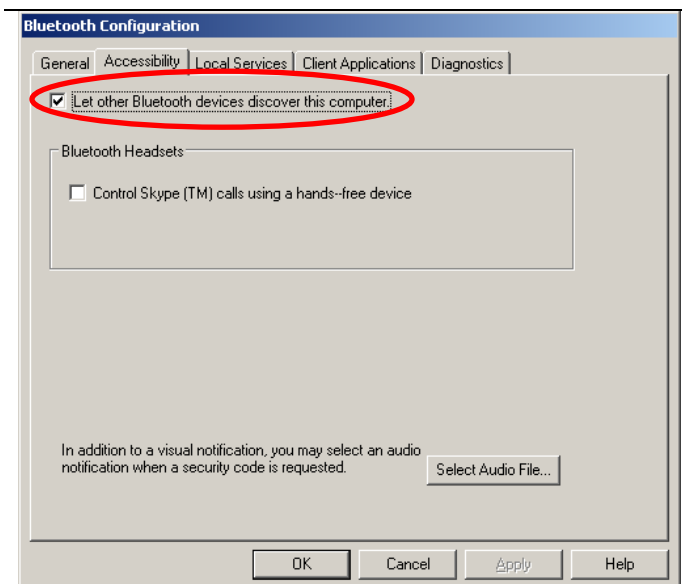 Bluetooth Configuration
General Accessibility Local Services Client Applications Diagnostics
Let other Bluetooth devices discover this computer.
Bluetooth Headsets
Control Skype (TM) calls using a hands--free device
In addition to a visual notification, you may select an audio
notification when a security code is requested.
Select Audio File...
OK Cancel Apply Help